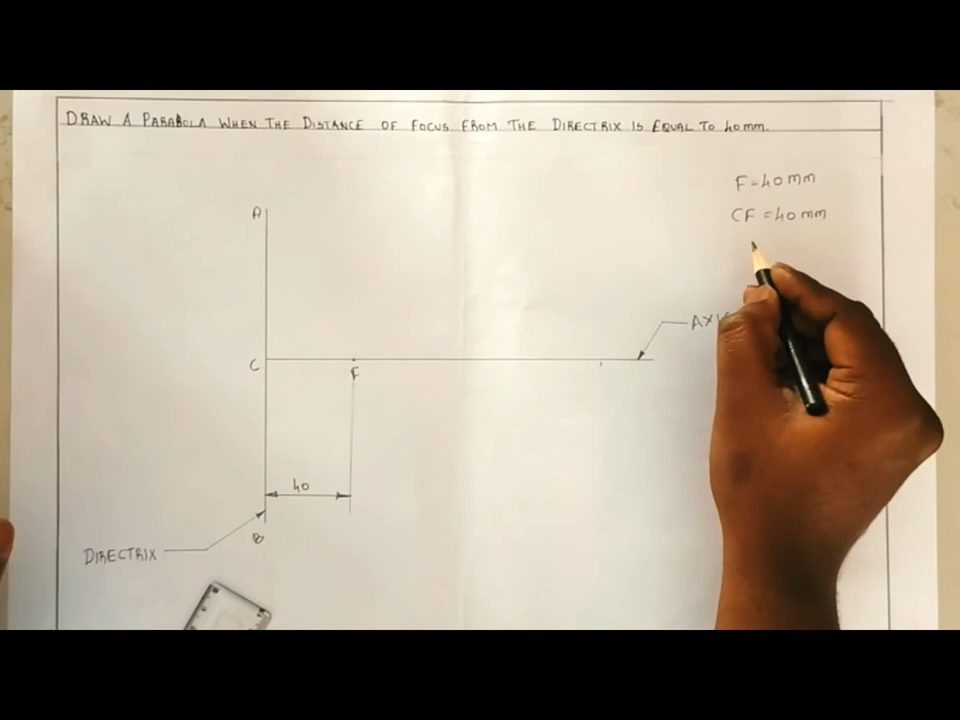 DRAW A PARABOLA WHEN THE DISTANCE OF FOCUS FROM THE DIRECTRIX IS EQUAL TO 40mm.
F=40mm
CF =40mm
A
C
F
40
B
DIRECTRIX